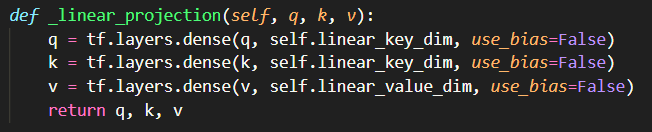 def _linear_projection(self, q, k, v):
    q = tf.layers.dense(q, self.linear_key_dim, use_bias=False)
    k = tf.layers.dense(k, self.linear_key_dim, use_bias=False)
    v = tf.layers.dense(v, self.linear_value_dim, use_bias=False)
    return q, k, v